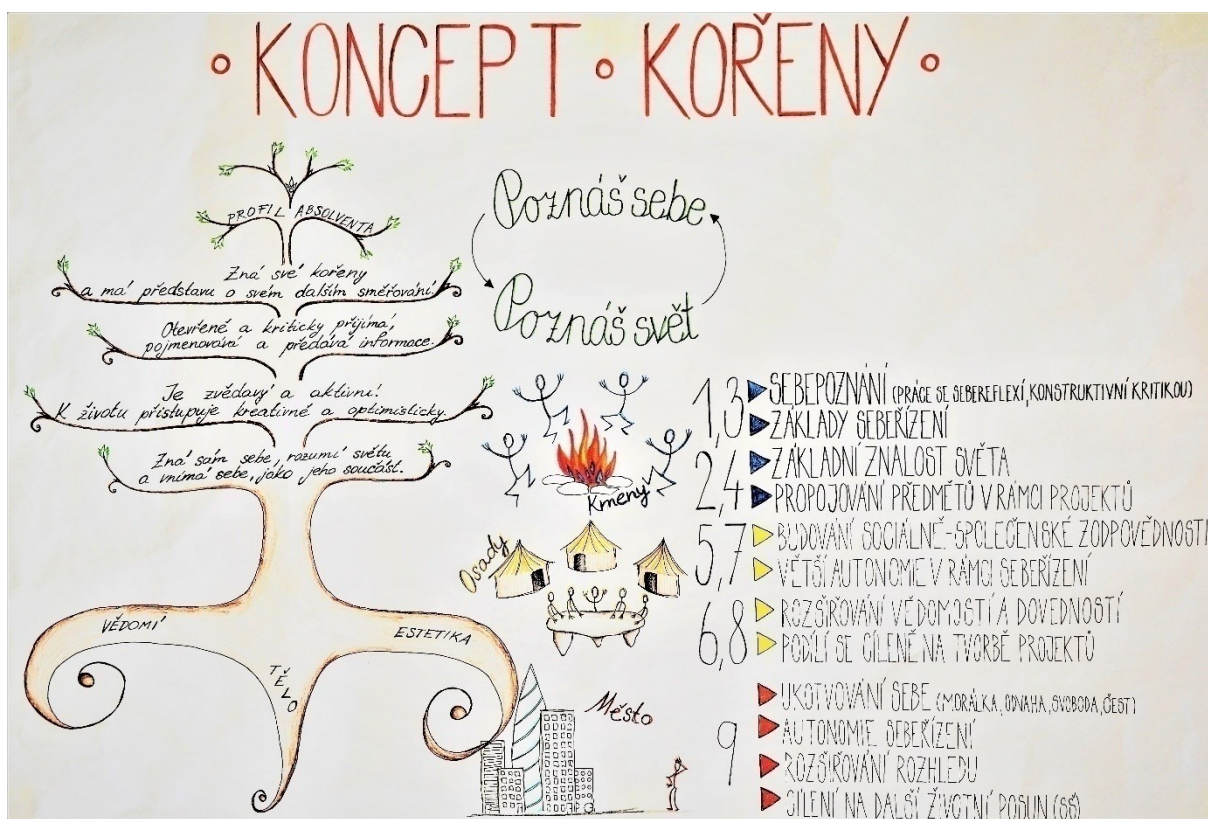 • KONCEPT • KOŘENY •
PROFIL ABSOLVENTA
Zná své kořeny
a má představu o svém dalším směřování.
Otevřeně a kriticky přijímá,
pojmenovává a předává informace.
Je zvědavý a aktivní.
K životu přistupuje kreativně a optimisticky.
Zná sám sebe, rozumí světu
a vnímá sebe, jako jeho součást.
VĚDOMÍ
TĚLO
ESTETIKA
Poznáš sebe
Poznáš svět
Kmeny
1,3
SEBEPOZNÁNÍ (PRÁCE SE SEBEREFLEXÍ, KONSTRUKTIVNÍ KRITIKOU)
ZÁKLADY SEBEŘÍZENÍ
2,4
ZÁKLADNÍ ZNALOST SVĚTA
PROPOJOVÁNÍ PŘEDMĚTŮ V RÁMCI PROJEKTŮ
Osady
5,7
BUDOVÁNÍ SOCIÁLNĚ-SPOLEČENSKÉ ZODPOVĚDNOSTI
VĚTŠÍ AUTONOMIE V RÁMCI SEBEŘÍZENÍ
6,8
ROZŠIŘOVÁNÍ VĚDOMOSTÍ A DOVEDNOSTÍ
PODÍLÍ SE CÍLENĚ NA TVORBĚ PROJEKTŮ
Město
9
UKOTVOVÁNÍ SEBE (MORÁLKA, ODVAHA, SVOBODA, ČEST)
AUTONOMIE SEBEŘÍZENÍ
ROZŠIŘOVÁNÍ ROZHLEDU
CÍLENÍ NA DALŠÍ ŽIVOTNÍ POSUN (SŠ)